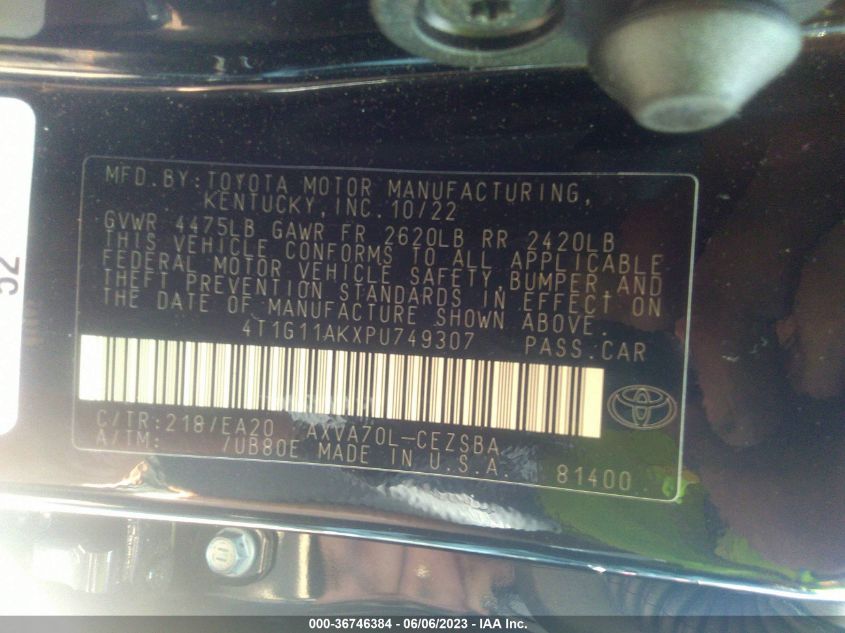 MFD.BY:TOYOTA MOTOR MANUFACTURING,
KENTUCKY,INC.10/22
GVWR 4475LB GAWR FR 2620LB RR 2420LB
THIS VEHICLE CONFORMS TO ALL APPLICABLE
FEDERAL MOTOR VEHICLE SAFETY,BUMPER,AND
THEFT PREVENTION STANDARDS IN EFFECT ON
THE DATE OF MANUFACTURE SHOWN ABOVE.
4T1G11AKXPU749307 PASS.CAR
C/TR:218/EA20 AXVA70L-CEZSBA
A/TM: /UB80E MADE IN U.S.A. 81400
52
000-36746384 - 06/06/2023 - IAA Inc.